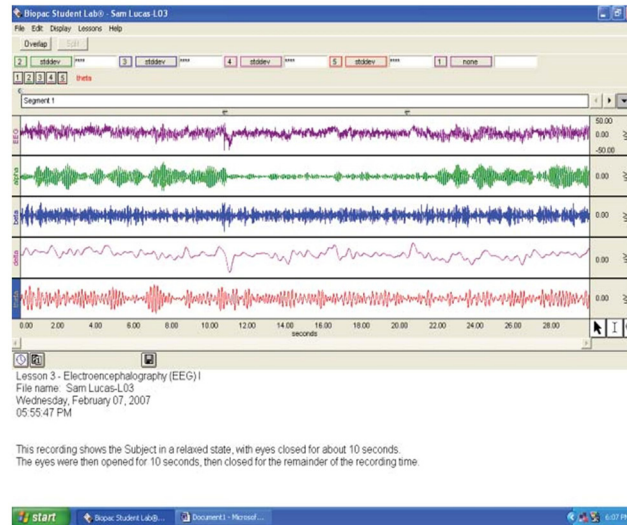 Biopac Student Lab® - Sam Lucas-L03
File Edit Display Lessons Help
Overlap Split
2 stddev **** 3 stddev **** 4 stddev **** 5 stddev **** 1 none
1 2 3 4 5 theta
Segment 1
EEG 50.00 0.00 -50.00
alpha 0.00
beta 0.00
delta 0.00
0.00
0.00 2.00 4.00 6.00 8.00 10.00 12.00 14.00 16.00 18.00 20.00 22.00 24.00 26.00 28.00
seconds
Lesson 3 - Electroencephalography (EEG) I
File name: Sam Lucas-L03
Wednesday, February 07, 2007
05:55:47 PM
This recording shows the Subject in a relaxed state, with eyes closed for about 10 seconds.
The eyes were then opened for 10 seconds, then closed for the remainder of the recording time.
start Biopac Student Lab®... Document1 - Microsof... 6:07 PM